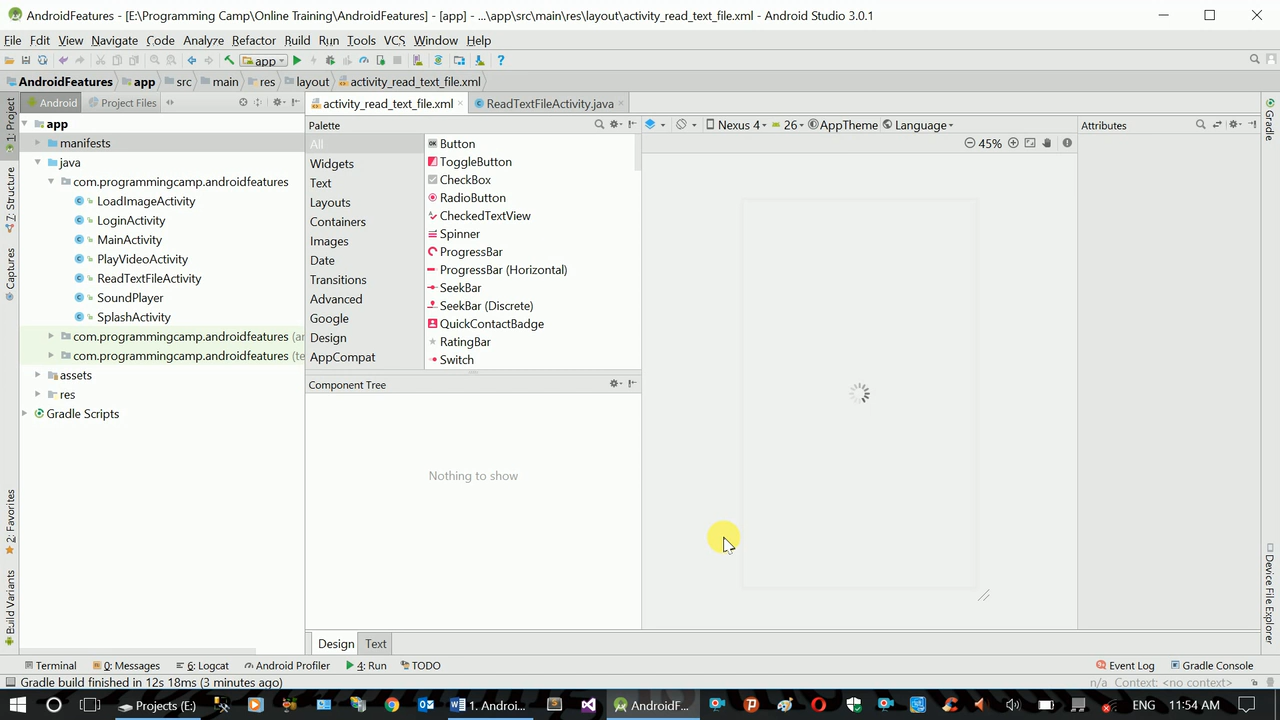 AndroidFeatures - [E:\Programming Camp\Online Training\AndroidFeatures] - [app] - ...\app\src\main\res\layout\activity_read_text_file.xml - Android Studio 3.0.1
File Edit View Navigate Code Analyze Refactor Build Run Tools VCS Window Help
app
AndroidFeatures app src main res layout activity_read_text_file.xml
Android Project Files
activity_read_text_file.xml ReadTextFileActivity.java
1: Project
7: Structure
Captures
2: Favorites
Build Variants
app
manifests
java
com.programmingcamp.androidfeatures
LoadImageActivity
LoginActivity
MainActivity
PlayVideoActivity
ReadTextFileActivity
SoundPlayer
SplashActivity
com.programmingcamp.androidfeatures (ar
com.programmingcamp.androidfeatures (te
assets
res
Gradle Scripts
Palette
All
Widgets
Text
Layouts
Containers
Images
Date
Transitions
Advanced
Google
Design
AppCompat
OK Button
ToggleButton
CheckBox
RadioButton
CheckedTextView
Spinner
ProgressBar
ProgressBar (Horizontal)
SeekBar
SeekBar (Discrete)
QuickContactBadge
RatingBar
Switch
Component Tree
Nothing to show
Nexus 4 26 AppTheme Language
45%
Attributes
Gradle
Device File Explorer
Design Text
Terminal 0: Messages 6: Logcat Android Profiler 4: Run TODO Event Log Gradle Console
Gradle build finished in 12s 18ms (3 minutes ago) n/a Context: <no context>
Projects (E:) 1. Androi... AndroidF... ENG 11:54 AM